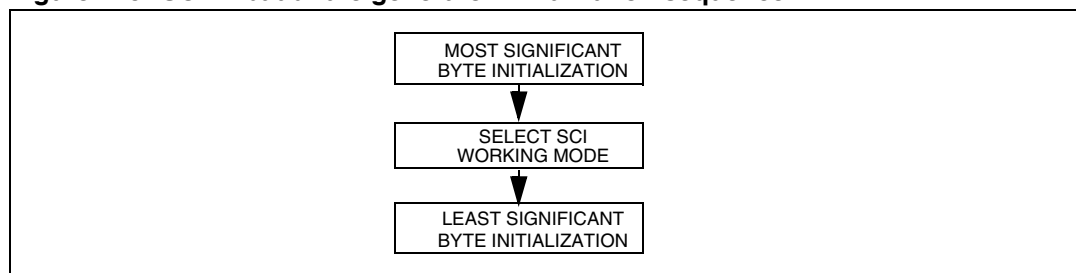 MOST SIGNIFICANT
BYTE INITIALIZATION
SELECT SCI
WORKING MODE
LEAST SIGNIFICANT
BYTE INITIALIZATION